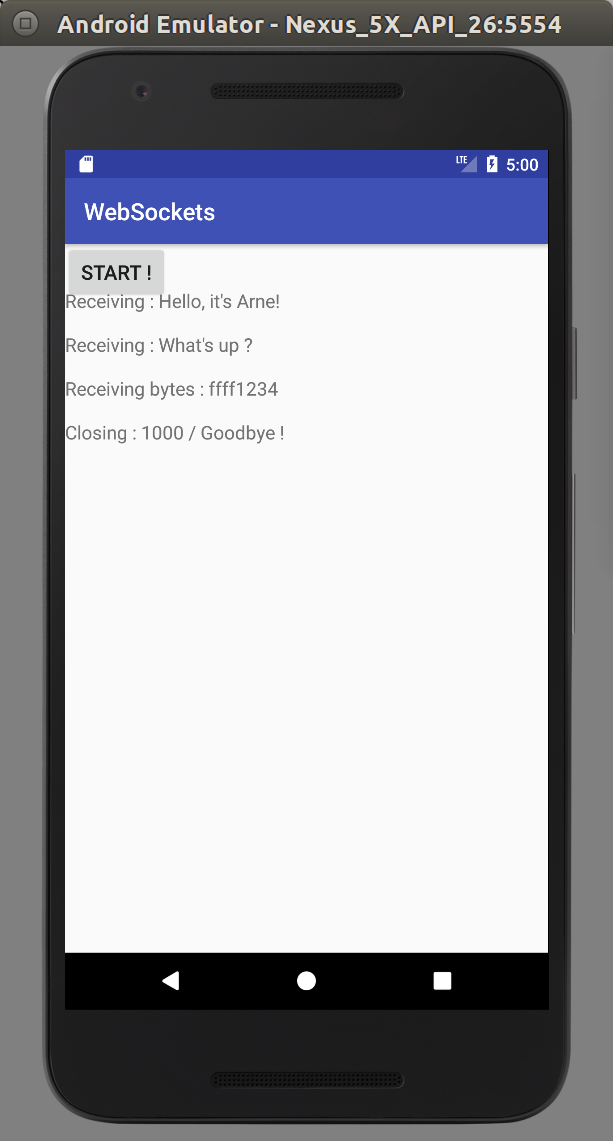 Android Emulator - Nexus_5X_API_26:5554
LTE 5:00
WebSockets
START !
Receiving : Hello, it's Arne!
Receiving : What's up ?
Receiving bytes : ffff1234
Closing : 1000 / Goodbye !